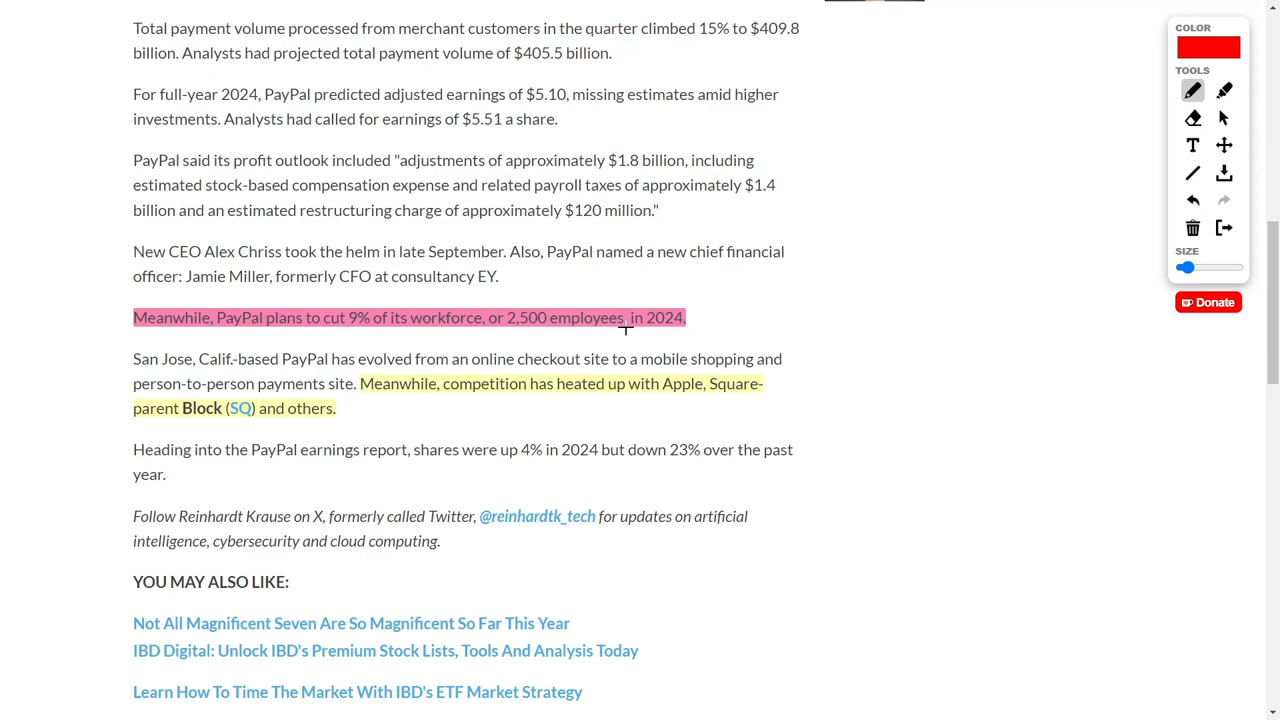 Total payment volume processed from merchant customers in the quarter climbed 15% to $409.8
billion. Analysts had projected total payment volume of $405.5 billion.
For full-year 2024, PayPal predicted adjusted earnings of $5.10, missing estimates amid higher
investments. Analysts had called for earnings of $5.51 a share.
PayPal said its profit outlook included "adjustments of approximately $1.8 billion, including
estimated stock-based compensation expense and related payroll taxes of approximately $1.4
billion and an estimated restructuring charge of approximately $120 million."
New CEO Alex Chriss took the helm in late September. Also, PayPal named a new chief financial
officer: Jamie Miller, formerly CFO at consultancy EY.
Meanwhile, PayPal plans to cut 9% of its workforce, or 2,500 employees, in 2024.
San Jose, Calif.-based PayPal has evolved from an online checkout site to a mobile shopping and
person-to-person payments site. Meanwhile, competition has heated up with Apple, Square-
parent Block (SQ) and others.
Heading into the PayPal earnings report, shares were up 4% in 2024 but down 23% over the past
year.
Follow Reinhardt Krause on X, formerly called Twitter, @reinhardtk_tech for updates on artificial
intelligence, cybersecurity and cloud computing.
YOU MAY ALSO LIKE:
Not All Magnificent Seven Are So Magnificent So Far This Year
IBD Digital: Unlock IBD's Premium Stock Lists, Tools And Analysis Today
Learn How To Time The Market With IBD's ETF Market Strategy
COLOR
TOOLS
T
SIZE
Donate